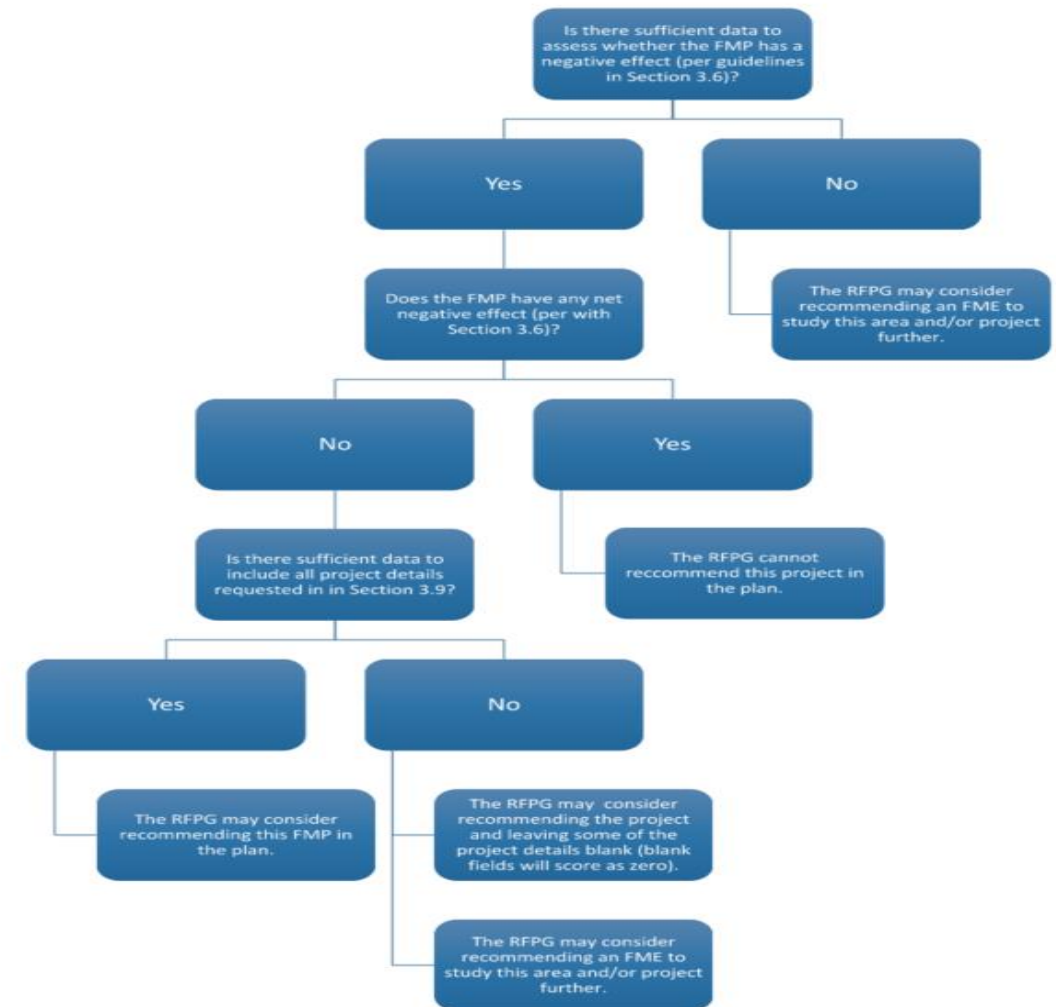 Is there sufficient data to
assess whether the FMP has a
negative effect (per guidelines
in Section 3.6)?
Yes
No
Does the FMP have any net
negative effect (per with
Section 3.6)?
The RFPG may consider
recommending an FME to
study this area and/or project
further.
No
Yes
Is there sufficient data to
include all project details
requested in in Section 3.9?
The RFPG cannot
reccommend this project in
the plan.
Yes
No
The RFPG may consider
recommending this FMP in
the plan.
The RFPG may consider
recommending the project
and leaving some of the
project details blank (blank
fields will score as zero).
The RFPG may consider
recommending an FME to
study this area and/or project
further.